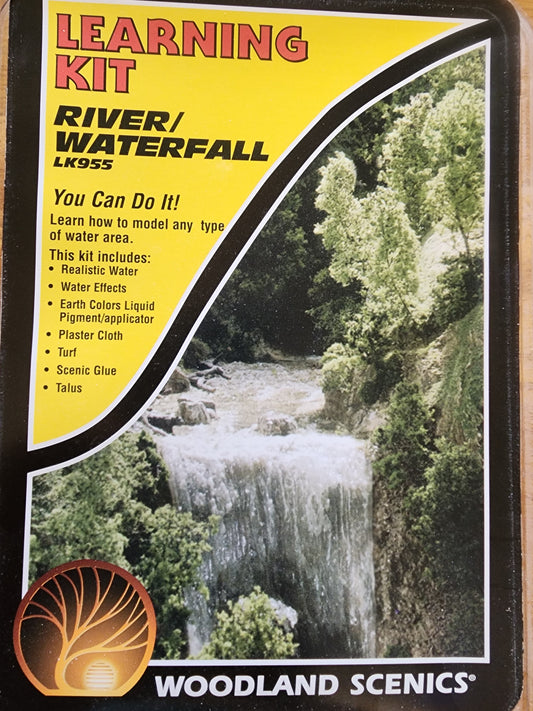 LEARNING
KIT
RIVER/
WATERFALL
LK955
You Can Do It!
Learn how to model any type
of water area.
This kit includes:
• Realistic Water
• Water Effects
• Earth Colors Liquid
Pigment/applicator
• Plaster Cloth
• Turf
• Scenic Glue
• Talus
WOODLAND SCENICS®